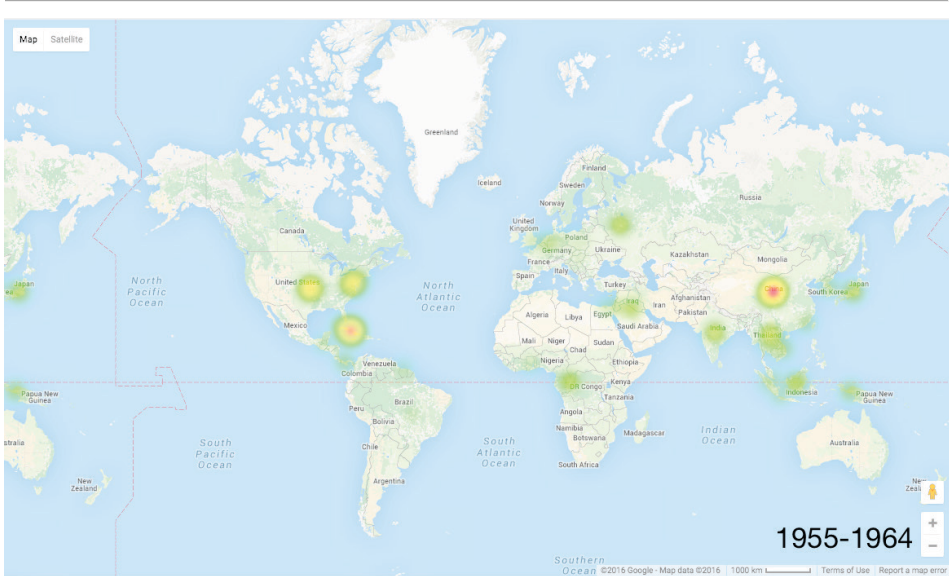 Map
Satellite
Greenland
Iceland
Finland
Sweden
Norway
Russia
Canada
United
Kingdom
Poland
Germany
Ukraine
France
Kazakhstan
Mongolia
Italy
Spain
Turkey
North
Pacific
Ocean
United States
North
Atlantic
Ocean
Japan
China
South Korea
Japan
Afghanistan
Iraq
Iran
Pakistan
Algeria
Libya
Egypt
Saudi Arabia
Mexico
India
Thailand
Mali
Niger
Sudan
Chad
Nigeria
Ethiopia
Venezuela
Colombia
DR Congo
Kenya
Tanzania
Indonesia
Papua New
Guinea
Papua New
Guinea
Peru
Brazil
Bolivia
Angola
Namibia
Botswana
Madagascar
Indian
Ocean
stralia
Australia
South
Pacific
Ocean
Chile
South
Atlantic
Ocean
South Africa
Argentina
New
Zealand
Ne
Zeal
1955-1964
+
−
Southern
Ocean
©2016 Google - Map data ©2016
1000 km
Terms of Use
Report a map error